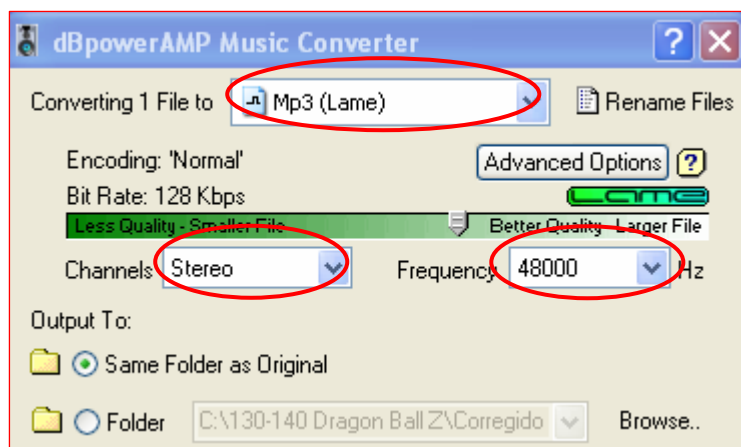 dBpowerAMP Music Converter
Converting 1 File to Mp3 (Lame) Rename Files
Encoding: 'Normal' Advanced Options
Bit Rate: 128 Kbps Lame
Less Quality - Smaller File Better Quality - Larger File
Channels Stereo Frequency 48000 Hz
Output To:
Same Folder as Original
Folder C:\130-140 Dragon Ball Z\Corregido Browse..